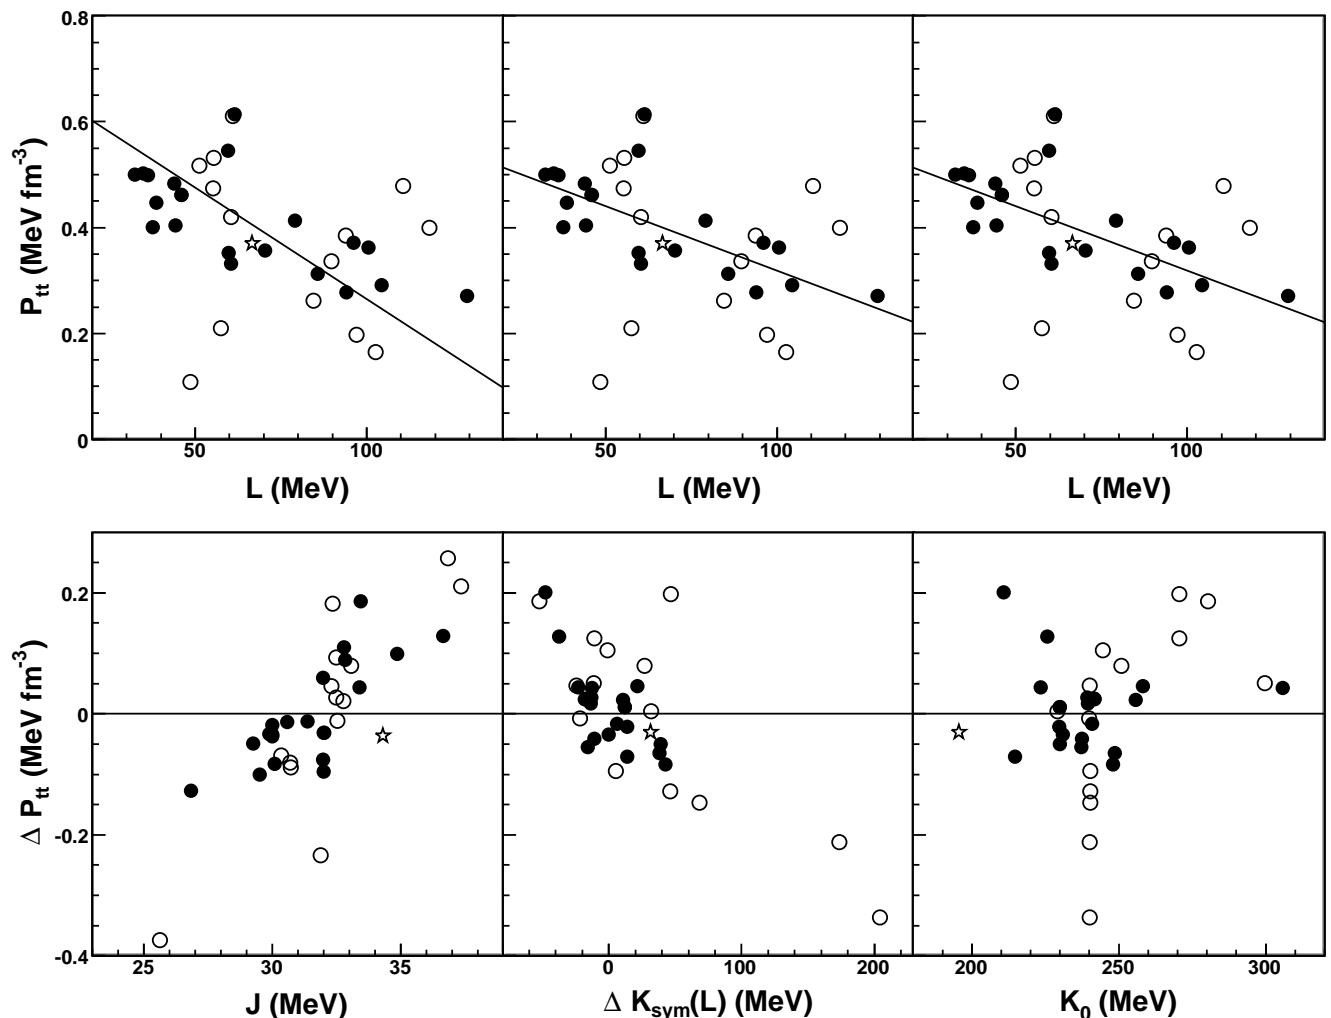 0.8
0.6
0.4
0.2
0
P_tt (MeV fm^-3)
50 100 50 100 50 100
L (MeV) L (MeV) L (MeV)
0.2
0
-0.2
-0.4
Δ P_tt (MeV fm^-3)
25 30 35 0 100 200 200 250 300
J (MeV) Δ K_sym(L) (MeV) K_0 (MeV)